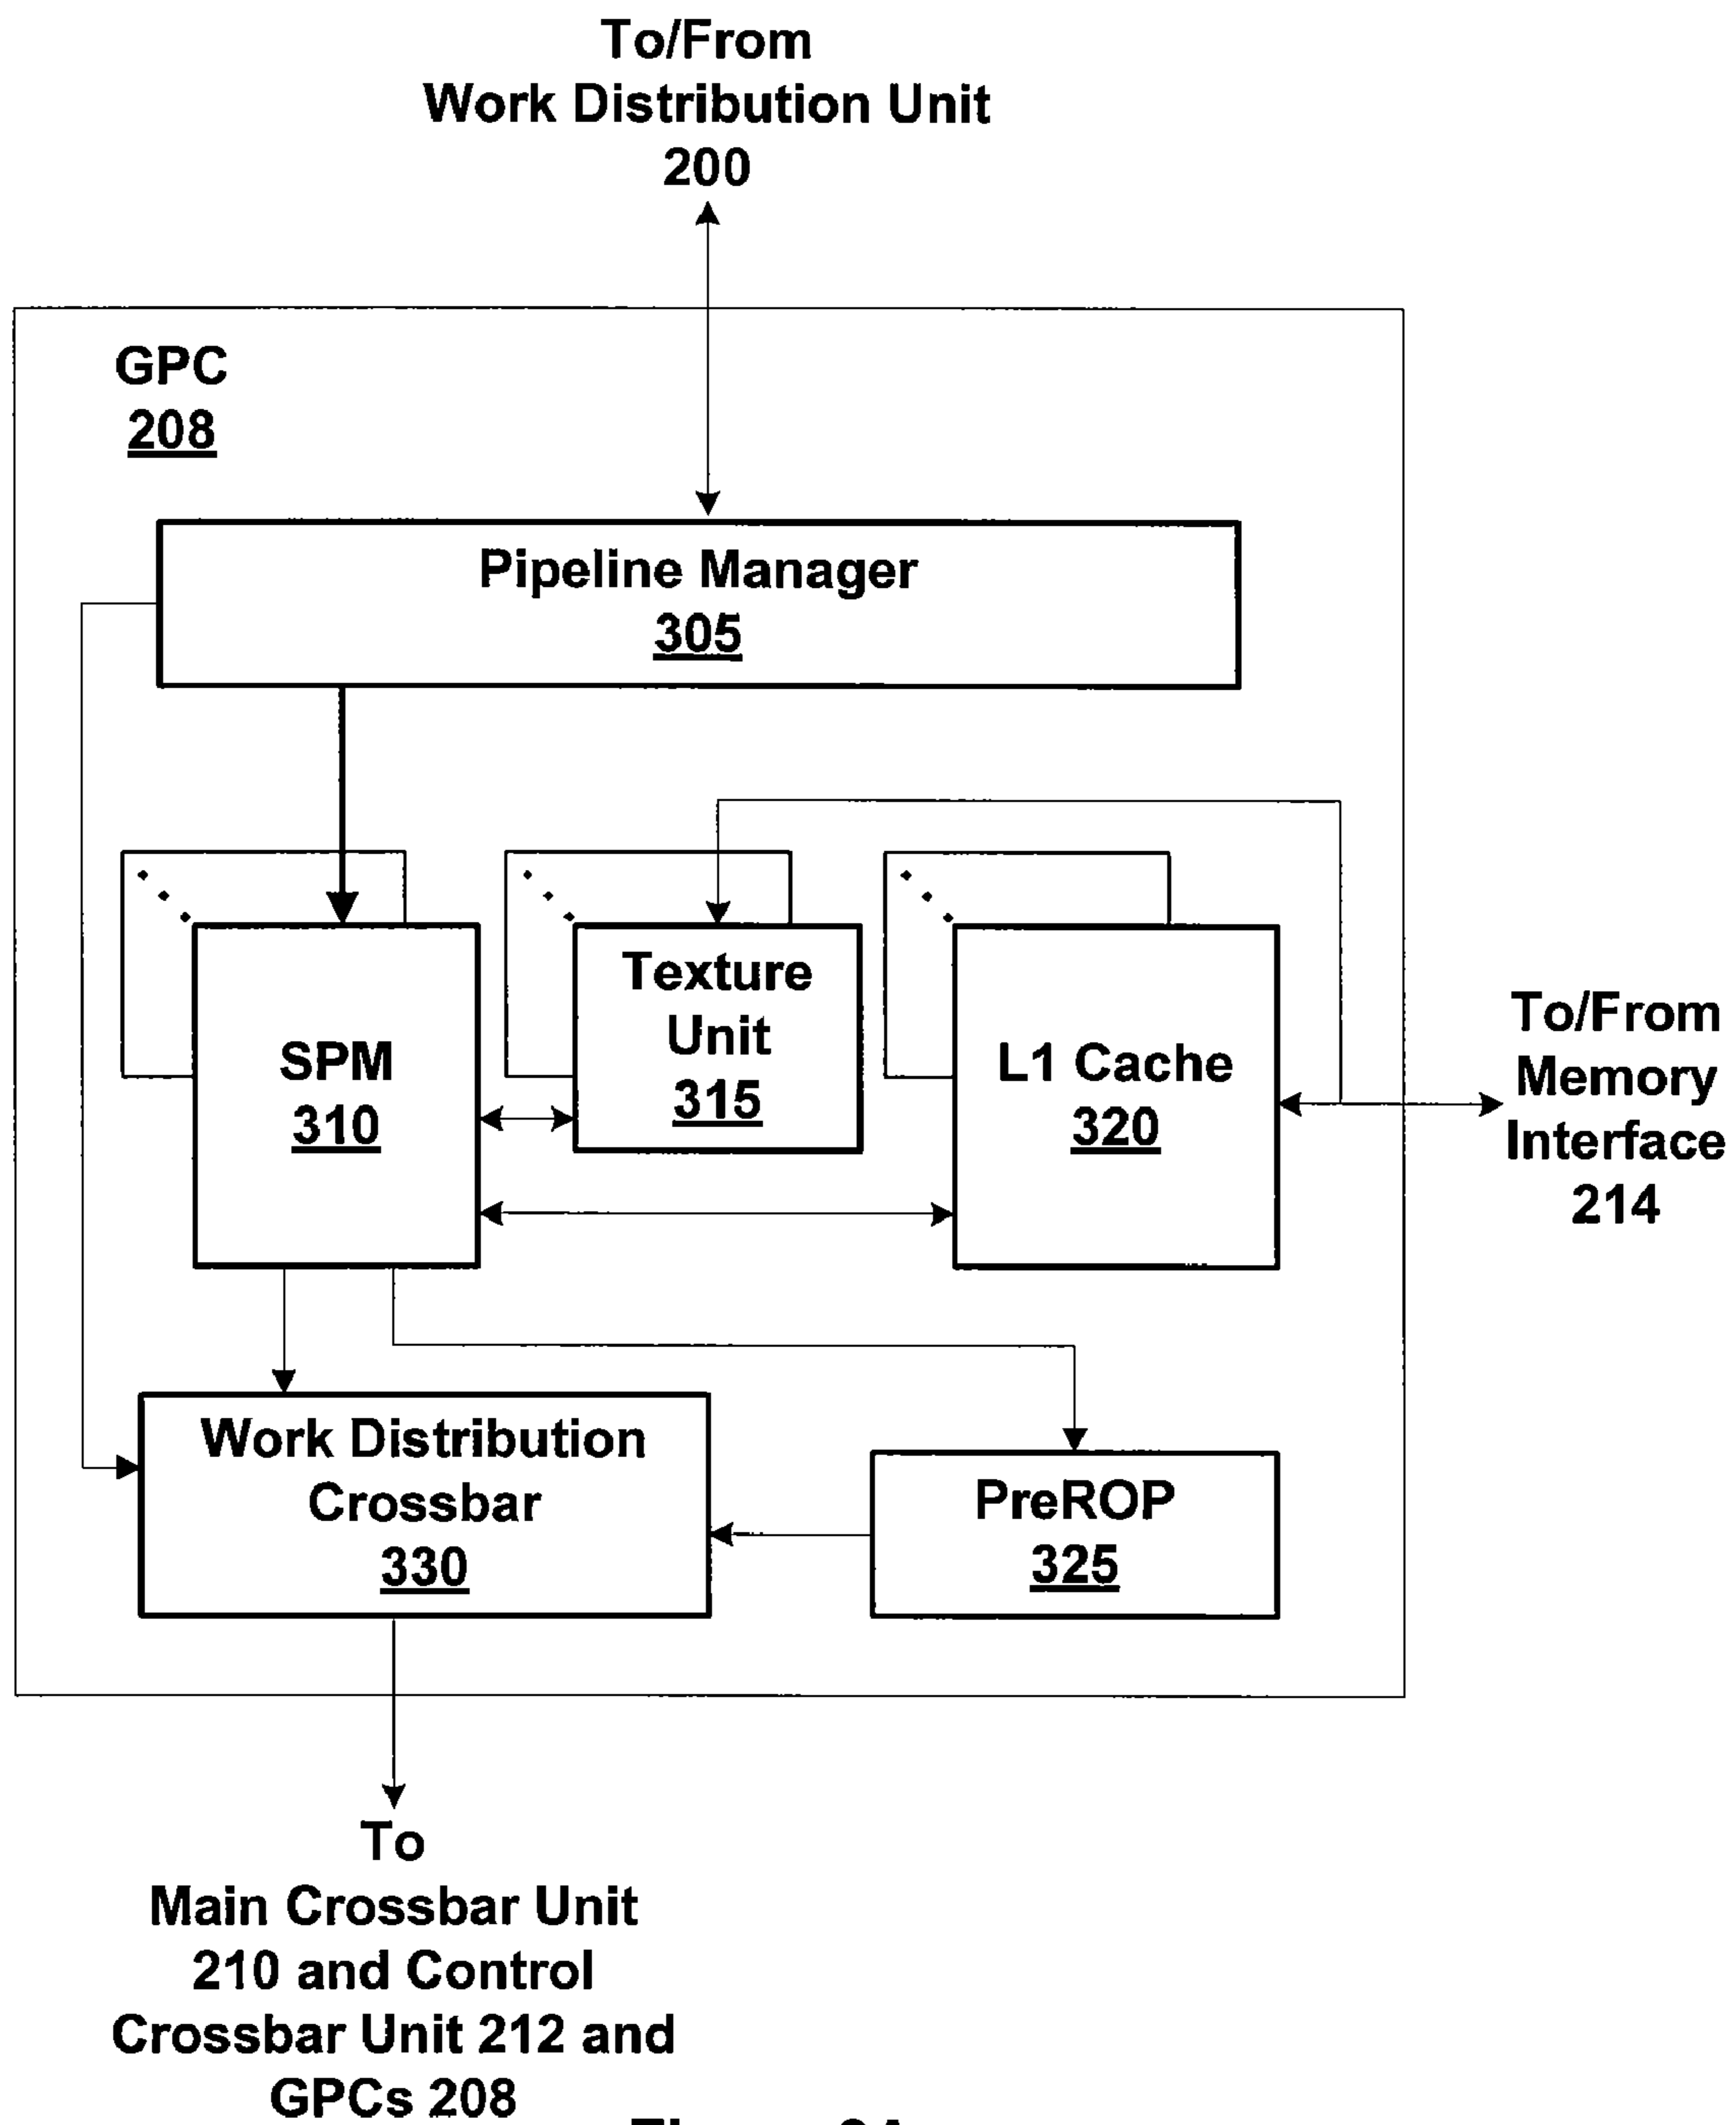 To/From
Work Distribution Unit
200
GPC
208
Pipeline Manager
305
SPM
310
Texture
Unit
315
L1 Cache
320
To/From
Memory
Interface
214
Work Distribution
Crossbar
330
PreROP
325
To
Main Crossbar Unit
210 and Control
Crossbar Unit 212 and
GPCs 208